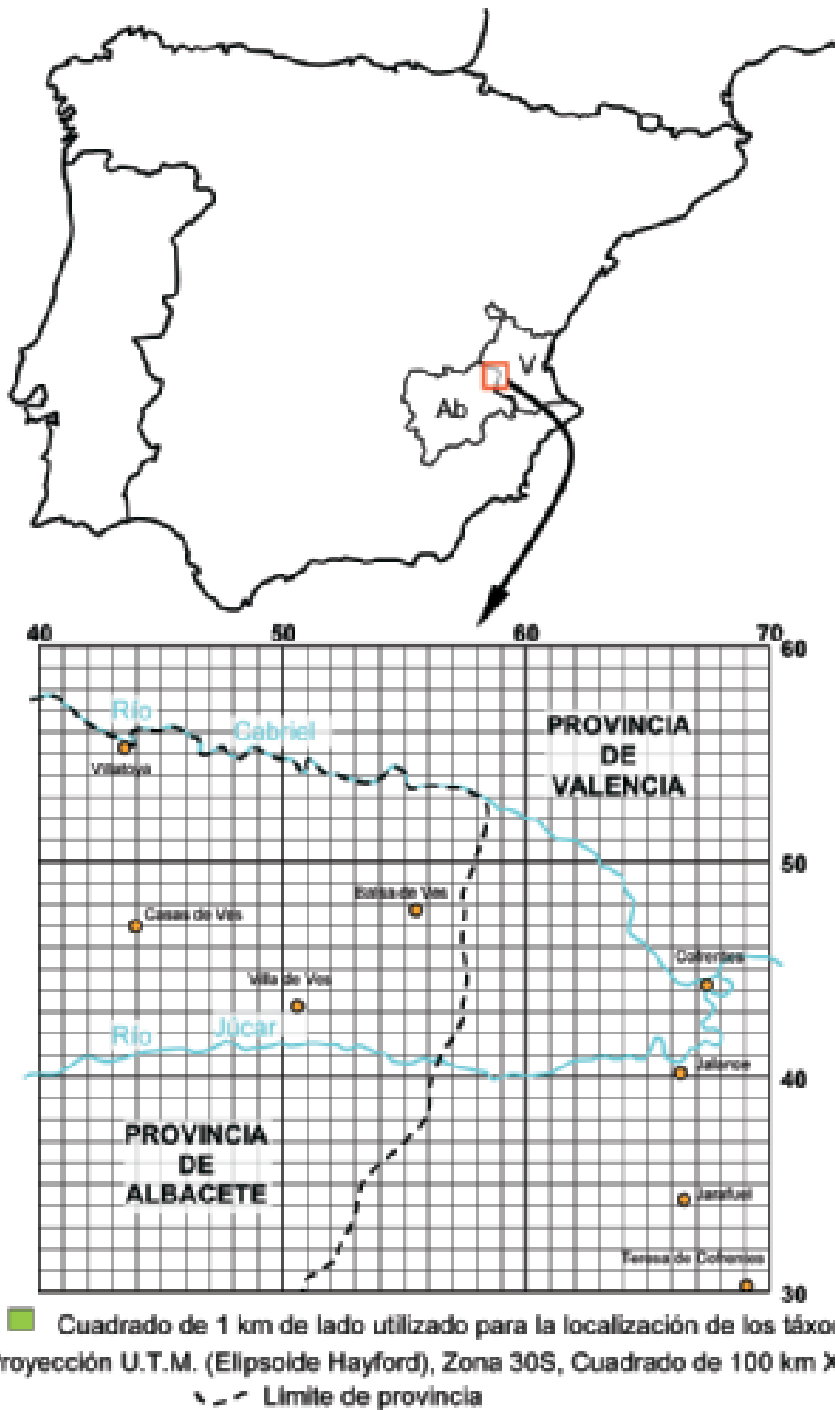 V
Ab
40 50 60 70
60
Río
Cabriel
PROVINCIA
DE
VALENCIA
Villatoya
50
Balsa de Ves
Casas de Ves
Cofrentes
Villa de Ves
Río Júcar
Jalance
40
PROVINCIA
DE
ALBACETE
Jarafuel
Teresa de Cofrentes
30
Cuadrado de 1 km de lado utilizado para la localización de los
royección U.T.M. (Elipsoide Hayford), Zona 30S, Cuadrado de 100 km X
Límite de provincia